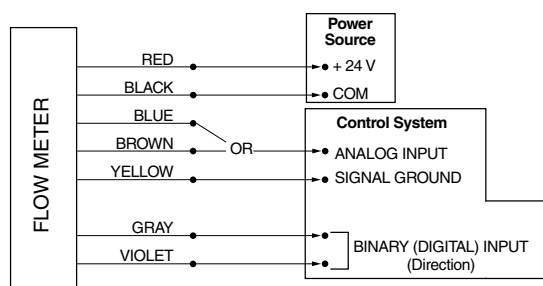 Power
Source
RED
+ 24 V
BLACK
COM
BLUE
Control System
BROWN
OR
ANALOG INPUT
YELLOW
SIGNAL GROUND
FLOW METER
GRAY
VIOLET
BINARY (DIGITAL) INPUT
(Direction)